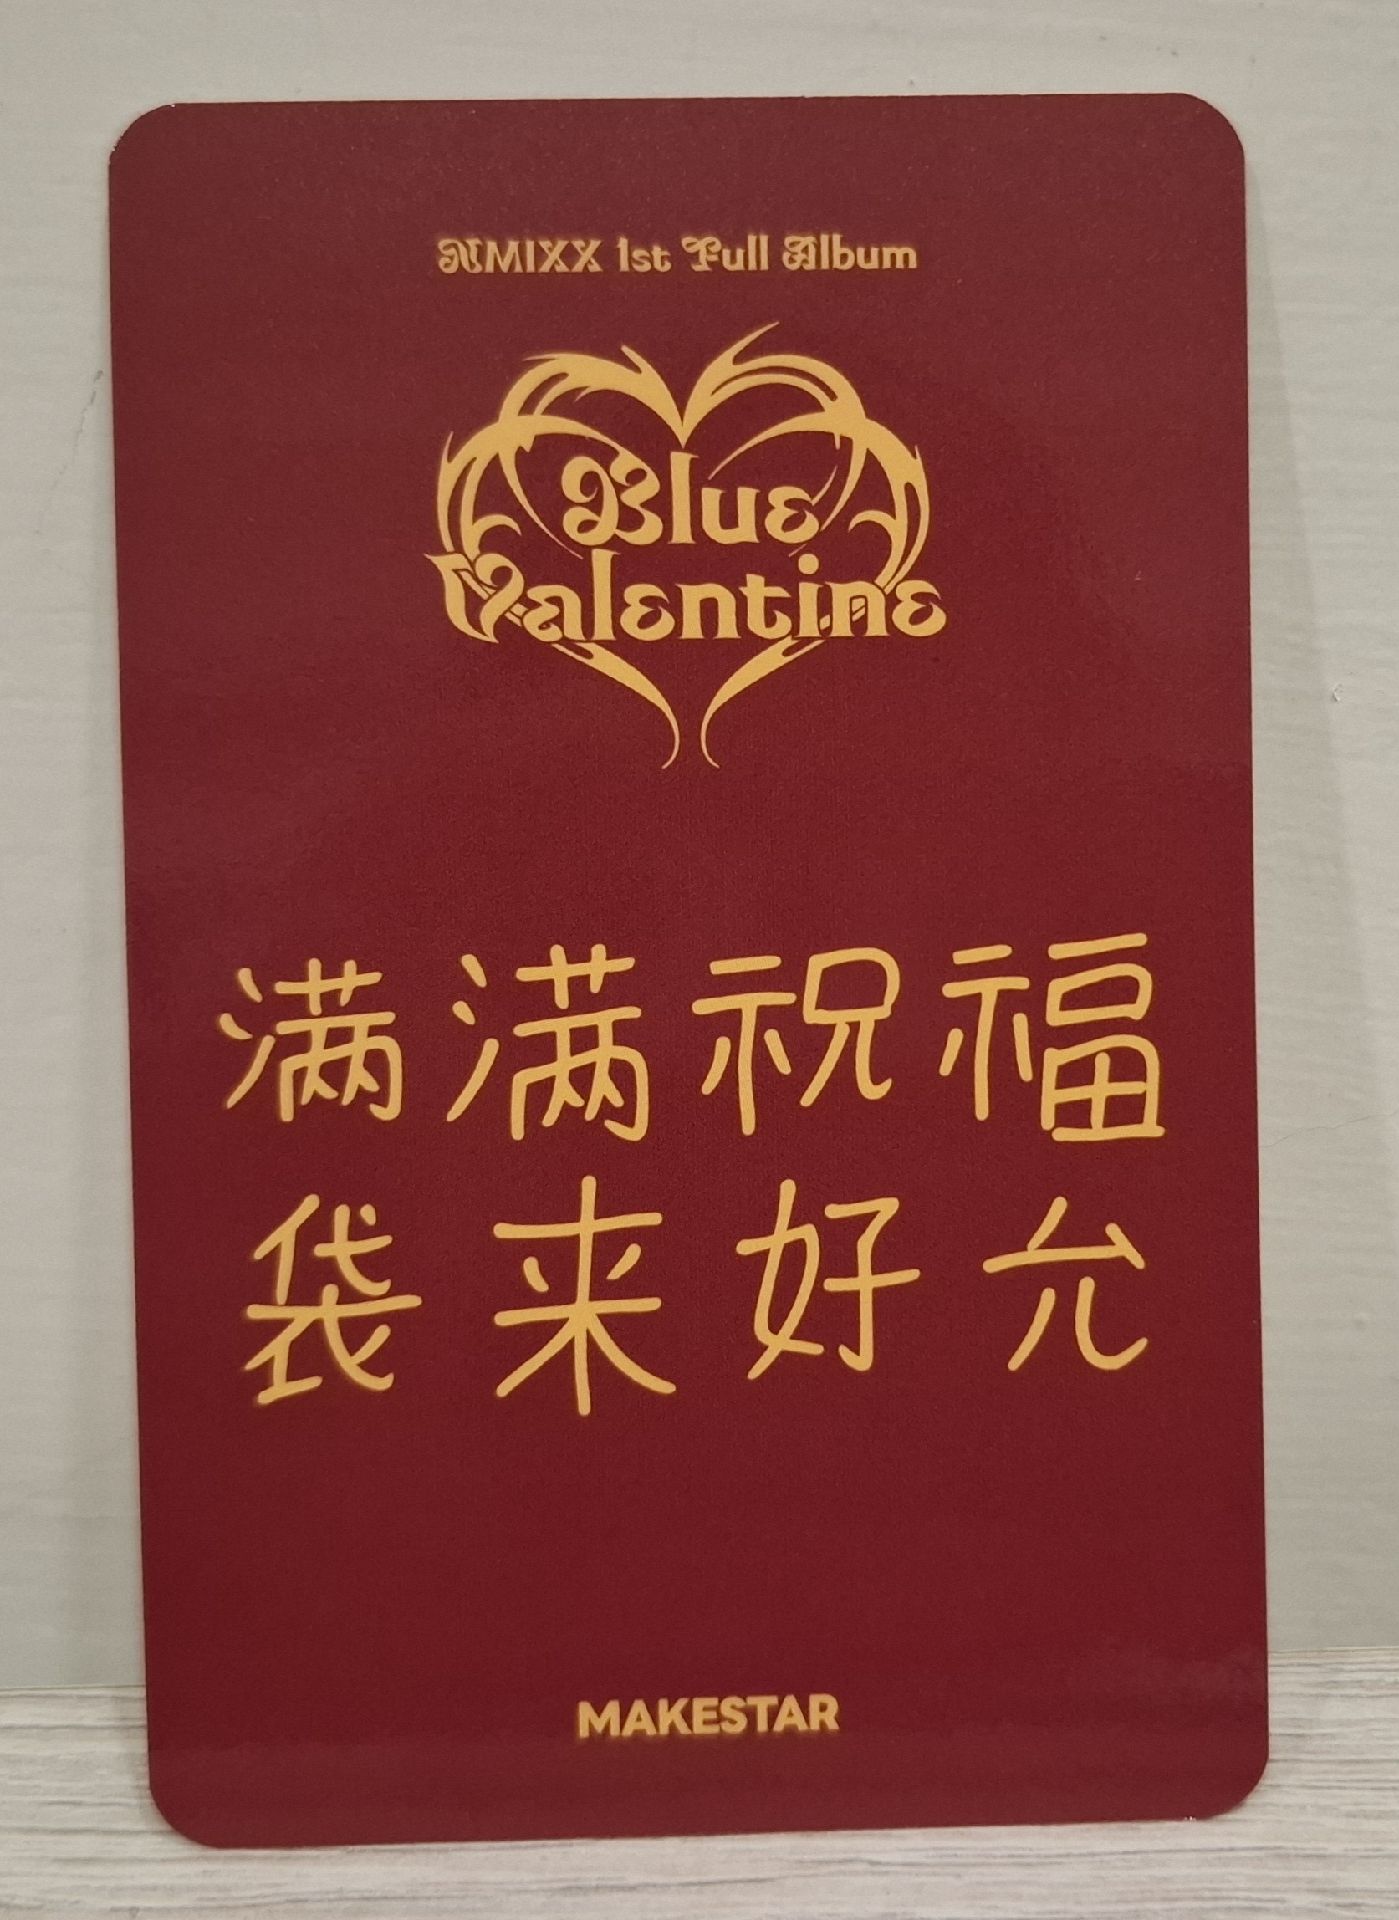 NMIXX 1st Full Album
Blue
Valentine
满满祝福
袋来好允
MAKESTAR